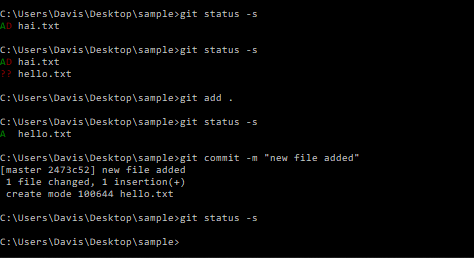 C:\Users\Davis\Desktop\sample>git status -s
AD hai.txt
C:\Users\Davis\Desktop\sample>git status -s
AD hai.txt
?? hello.txt
C:\Users\Davis\Desktop\sample>git add .
C:\Users\Davis\Desktop\sample>git status -s
A  hello.txt
C:\Users\Davis\Desktop\sample>git commit -m "new file added"
[master 2473c52] new file added
 1 file changed, 1 insertion(+)
 create mode 100644 hello.txt
C:\Users\Davis\Desktop\sample>git status -s
C:\Users\Davis\Desktop\sample>